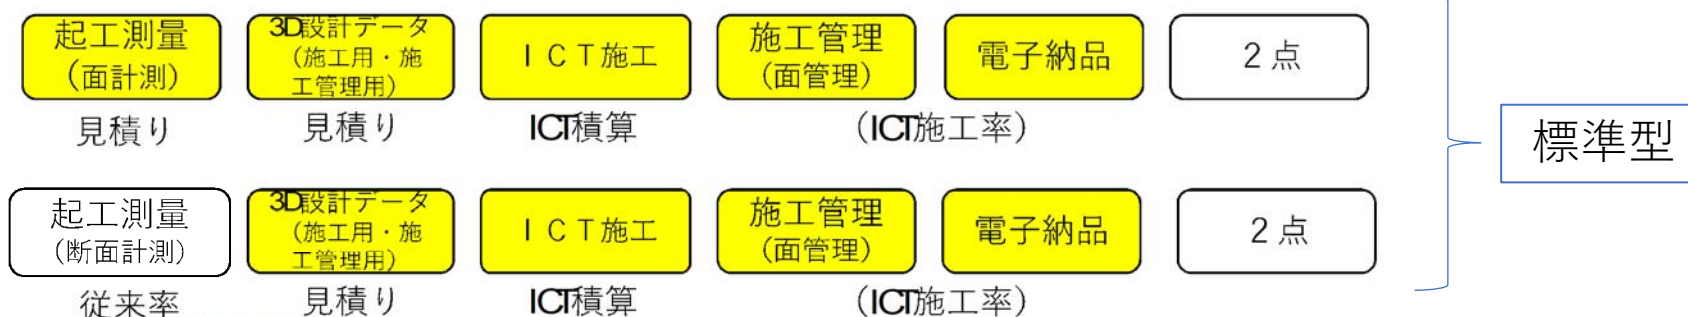 起工測量
(面計測)
3D設計データ
(施工用・施
工管理用)
ＩＣＴ施工
施工管理
(面管理)
電子納品
２点
見積り
見積り
ICT積算
(ICT施工率)
標準型
起工測量
(断面計測)
3D設計データ
(施工用・施
工管理用)
ＩＣＴ施工
施工管理
(面管理)
電子納品
２点
従来率
見積り
ICT積算
(ICT施工率)